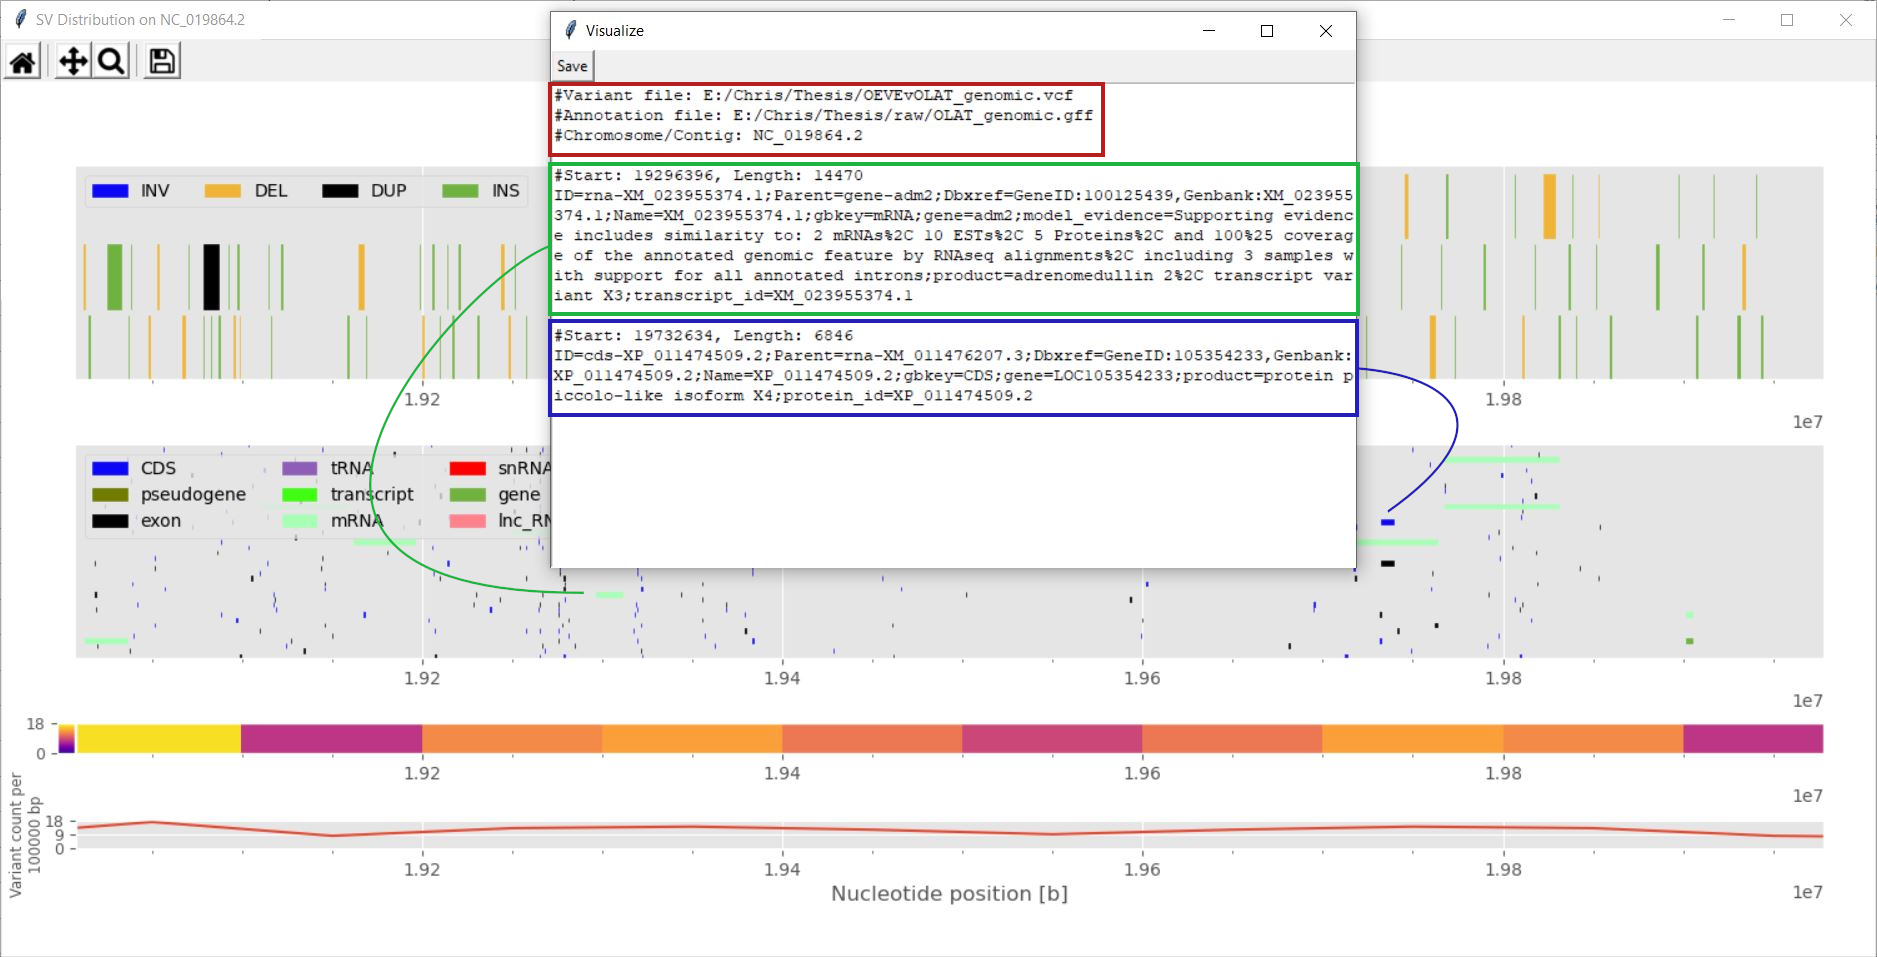 SV Distribution on NC_019864.2
Visualize
Save
#Variant file: E:/Chris/Thesis/OEVEvOLAT_genomic.vcf
#Annotation file: E:/Chris/Thesis/raw/OLAT_genomic.gff
#Chromosome/Contig: NC_019864.2
#Start: 19296396, Length: 14470
ID=rna-XM_023955374.1;Parent=gene-adm2;Dbxref=GeneID:100125439,Genbank:XM_023955
374.1;Name=XM_023955374.1;gbkey=mRNA;gene=adm2;model_evidence=Supporting evidenc
e includes similarity to: 2 mRNAs%2C 10 ESTs%2C 5 Proteins%2C and 100%25 coverag
e of the annotated genomic feature by RNAseq alignments%2C including 3 samples w
ith support for all annotated introns;product=adrenomedullin 2%2C transcript var
iant X3;transcript_id=XM_023955374.1
#Start: 19732634, Length: 6846
ID=cds-XP_011474509.2;Parent=rna-XM_011476207.3;Dbxref=GeneID:105354233,Genbank:
XP_011474509.2;Name=XP_011474509.2;gbkey=CDS;gene=LOC105354233;product=protein p
iccolo-like isoform X4;protein_id=XP_011474509.2
INV DEL DUP INS
1.92 1.98
1e7
CDS tRNA snRNA
pseudogene transcript gene
exon mRNA lnc_RN
1.92 1.94 1.96 1.98
1e7
18
0
1.92 1.94 1.96 1.98
1e7
Variant count per
100000 bp
18
9
0
1.92 1.94 1.96 1.98
Nucleotide position [b]
1e7